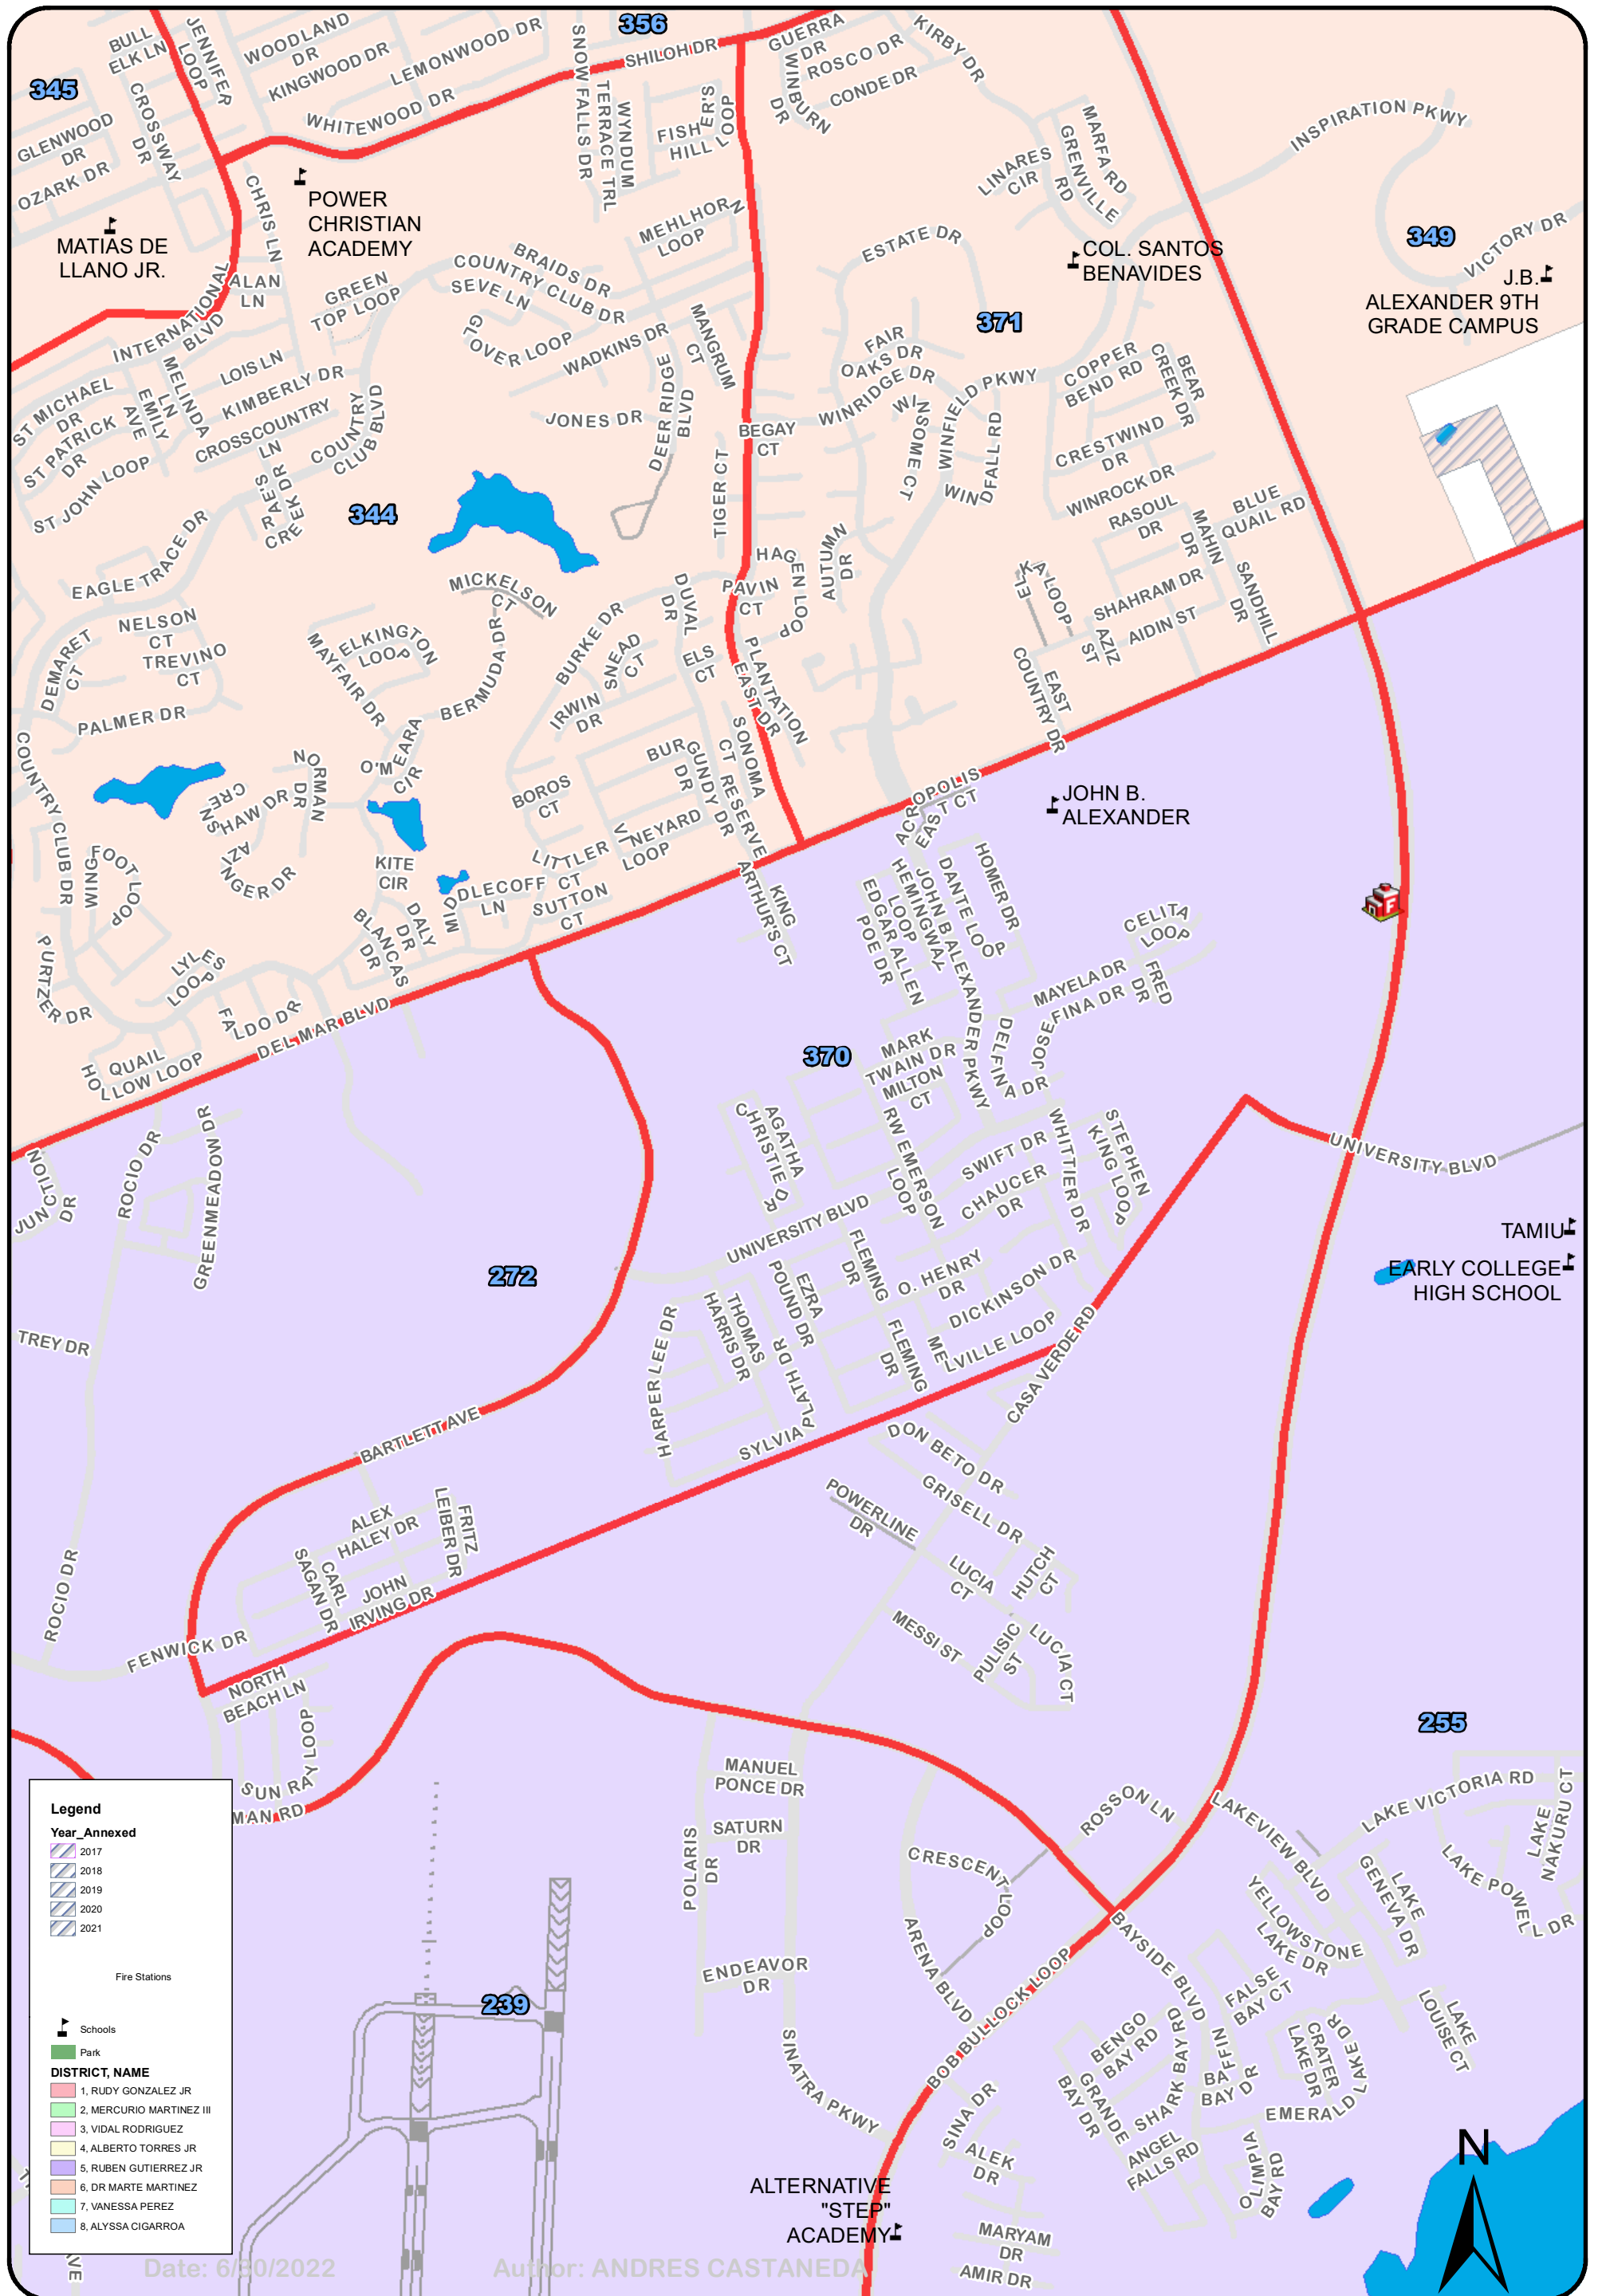 356
345
349
371
344
370
272
255
239
BULL
ELK LN
JENNIFER
LOOP
WOODLAND
DR
KINGWOOD DR
LEMONWOOD DR
WHITEWOOD DR
SHILOH DR
SNOW FALLS DR
WYNDUM
TERRACE TRL
FISHER'S
HILL LOOP
GUERRA
DR
WINBURN
DR
ROSCO DR
CONDE DR
KIRBY DR
MARFA RD
GRENVILLE
RD
LINARES
CIR
INSPIRATION PKWY
VICTORY DR
GLENWOOD
DR
OZARK DR
CROSSWAY
DR
CHRIS LN
POWER
CHRISTIAN
ACADEMY
MATIAS DE
LLANO JR.
COL. SANTOS
BENAVIDES
J.B.
ALEXANDER 9TH
GRADE CAMPUS
MEHLHORN
LOOP
ESTATE DR
BRAIDS DR
COUNTRY CLUB DR
SEVE LN
GLOVER LOOP
WADKINS DR
MANGRUM
CT
GREEN
TOP LOOP
ALAN
LN
INTERNATIONAL
BLVD
LOIS LN
KIMBERLY DR
CROSSCOUNTRY
LN
MELINDA
LN
EMILY
AVE
ST MICHAEL
DR
ST PATRICK
DR
ST JOHN LOOP
COUNTRY
CLUB BLVD
RAE'S
CREEK DR
JONES DR
DEER RIDGE
BLVD
TIGER CT
BEGAY
CT
FAIR
OAKS DR
WINRIDGE DR
WINSOME CT
WINFIELD PKWY
WINDFALL RD
COPPER
BEND RD
BEAR
CREEK DR
CRESTWIND
DR
WINROCK DR
RASOUL
DR
MAHIN
DR
BLUE
QUAIL RD
SANDHILL
DR
SHAHRAM DR
AIDIN ST
AZIZ
ST
ELKA LOOP
EAST
COUNTRY DR
AUTUMN
DR
HAGEN LOOP
PAVIN
CT
DUVAL
DR
PLANTATION
EAST DR
EAGLE TRACE DR
NELSON
CT
TREVINO
CT
DEMARET
CT
PALMER DR
ELKINGTON
LOOP
MAYFAIR DR
MICKELSON
CT
BERMUDA DR
BURKE DR
SNEAD
CT
IRWIN
DR
ELS
CT
SONOMA
CT
RESERVE
BURGUNDY DR
DR
VINEYARD
LOOP
BOROS
CT
LITTLER
CT
SUTTON
CT
MIDDLECOFF
LN
O'MEARA
CIR
NORMAN
DR
CRENSHAW DR
AZINGER DR
KITE
CIR
DALY
DR
BLANCAS
DR
COUNTRY CLUB DR
WINGFOOT LOOP
PURTZER DR
LYLES
LOOP
FALDO DR
QUAIL
HOLLOW LOOP
DEL MAR BLVD
KING
ARTHUR'S CT
ACROPOLIS
EAST CT
JOHN B.
ALEXANDER
HOMER DR
DANTE LOOP
JOHN B ALEXANDER PKWY
HEMINGWAY
LOOP
EDGAR ALLEN
POE DR
CELITA
LOOP
FRED
DR
MAYELA DR
JOSEFINA DR
DELFINA DR
MARK
TWAIN DR
MILTON
CT
AGATHA
CHRISTIE DR
RW EMERSON
LOOP
SWIFT DR
CHAUCER
DR
WHITTIER DR
STEPHEN
KING LOOP
UNIVERSITY BLVD
UNIVERSITY BLVD
TAMIU
EARLY COLLEGE
HIGH SCHOOL
FLEMING
DR
O. HENRY
DR
DICKINSON DR
MELVILLE LOOP
FLEMING
DR
EZRA
POUND DR
THOMAS
HARRIS DR
HARPER LEE DR
SYLVIA PLATH DR
CASA VERDE RD
JUNCTION
DR
ROCIO DR
GREENMEADOW DR
TREY DR
BARTLETT AVE
ALEX
HALEY DR
FRITZ
LEIBER DR
CARL
SAGAN DR
JOHN
IRVING DR
ROCIO DR
FENWICK DR
NORTH
BEACH LN
SUN RAY LOOP
MAN RD
DON BETO DR
GRISELL DR
POWERLINE
DR
LUCIA
CT
HUTCH
CT
MESSI ST
PULISIC
ST
LUCIA CT
MANUEL
PONCE DR
SATURN
DR
POLARIS
DR
ENDEAVOR
DR
SINATRA PKWY
CRESCENT LOOP
ARENA BLVD
ROSSON LN
BOB BULLOCK LOOP
LAKEVIEW BLVD
LAKE VICTORIA RD
LAKE
NAKURU CT
LAKE POWELL DR
LAKE
GENEVA DR
YELLOWSTONE
LAKE DR
BAYSIDE BLVD
FALSE
BAY CT
LAKE
LOUISE CT
CRATER
LAKE DR
EMERALD LAKE DR
BENGO
BAY RD
SHARK BAY RD
BAFFIN
BAY DR
GRANDE
BAY DR
ANGEL
FALLS RD
OLIMPIA
BAY RD
SINA DR
ALEK
DR
MARYAM
DR
AMIR DR
ALTERNATIVE
"STEP"
ACADEMY
N
Legend
Year_Annexed
2017
2018
2019
2020
2021
Fire Stations
Schools
Park
DISTRICT, NAME
1, RUDY GONZALEZ JR
2, MERCURIO MARTINEZ III
3, VIDAL RODRIGUEZ
4, ALBERTO TORRES JR
5, RUBEN GUTIERREZ JR
6, DR MARTE MARTINEZ
7, VANESSA PEREZ
8, ALYSSA CIGARROA
AVE
Date: 6/30/2022
Author: ANDRES CASTANEDA